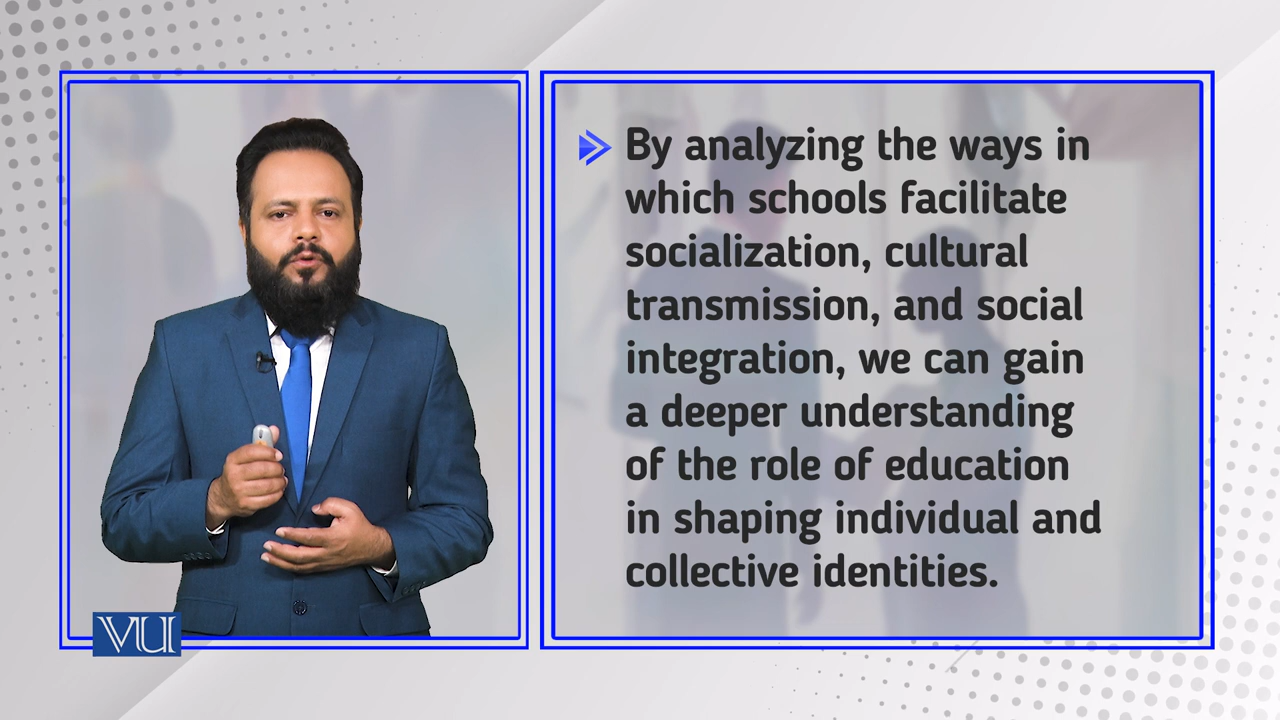 By analyzing the ways in
which schools facilitate
socialization, cultural
transmission, and social
integration, we can gain
a deeper understanding
of the role of education
in shaping individual and
collective identities.
VU